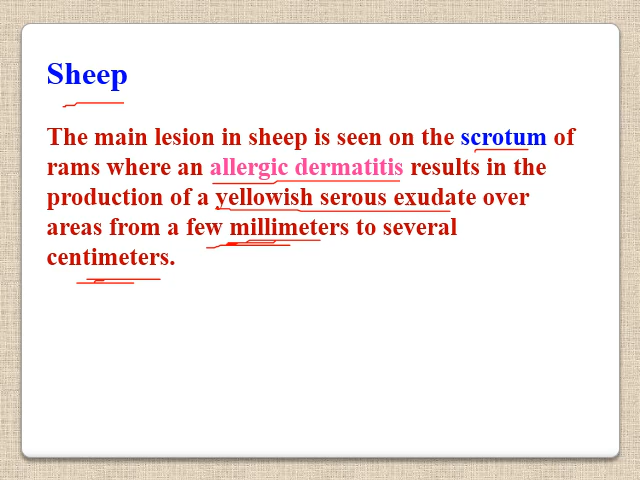 Sheep
The main lesion in sheep is seen on the scrotum of
rams where an allergic dermatitis results in the
production of a yellowish serous exudate over
areas from a few millimeters to several
centimeters.